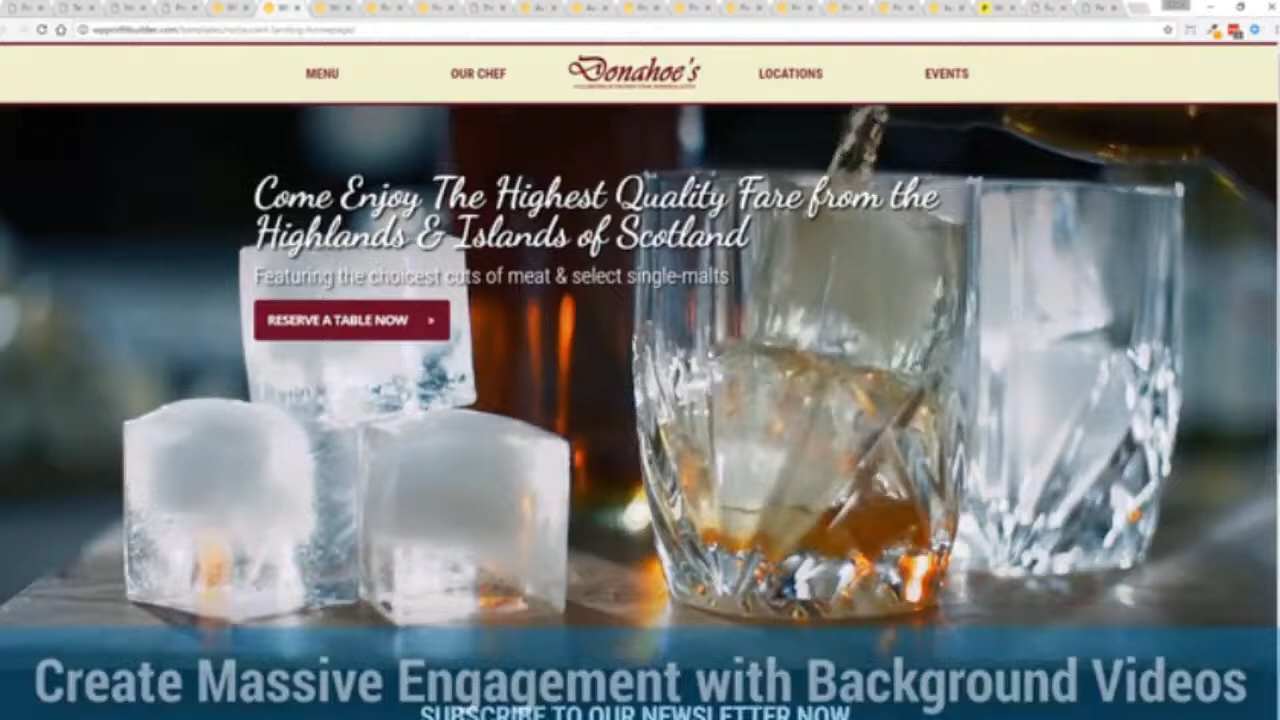 MENU
OUR CHEF
Donahoe's
LOCATIONS
EVENTS
Come Enjoy The Highest Quality Fare from the
Highlands & Islands of Scotland
Featuring the choicest cuts of meat & select single-malts
RESERVE A TABLE NOW >
Create Massive Engagement with Background Videos
SUBSCRIBE TO OUR NEWSLETTER NOW